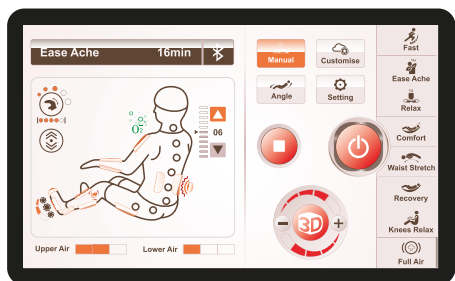 Ease Ache 16min
O₂
06
Upper Air
Lower Air
Manual
Customise
Angle
Setting
3D
Fast
Ease Ache
Relax
Comfort
Waist Stretch
Recovery
Knees Relax
Full Air